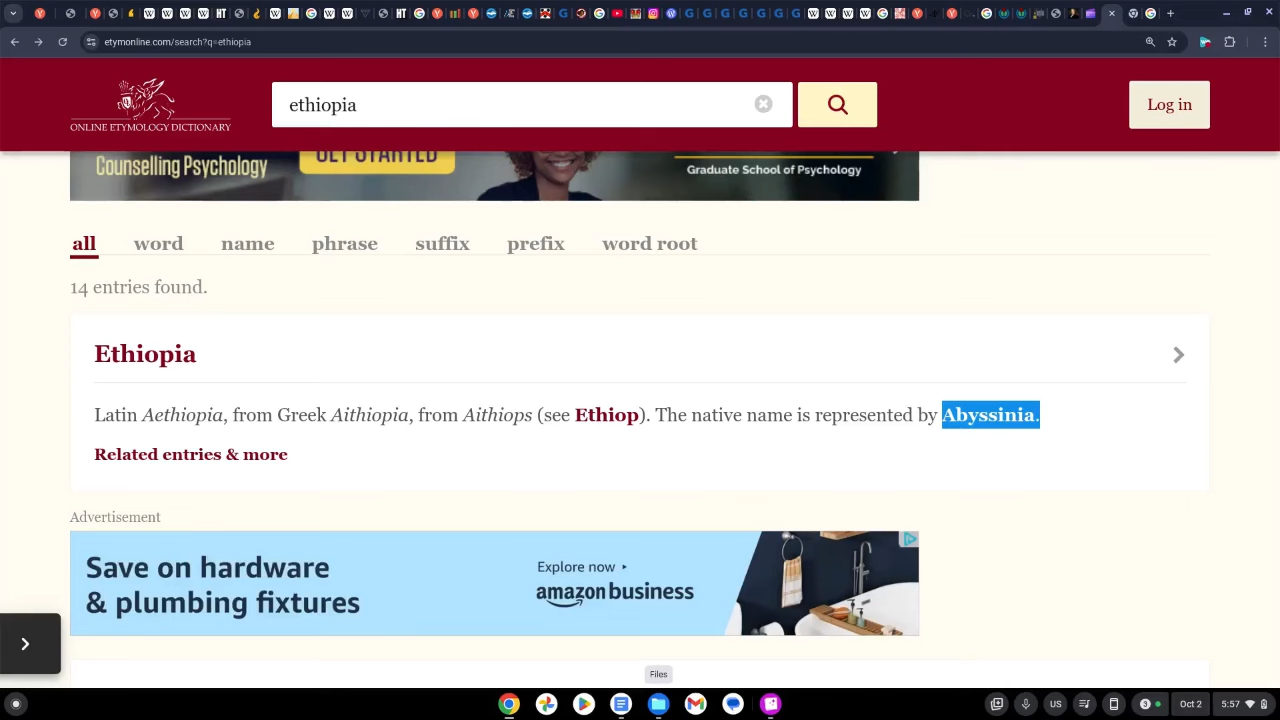 etymonline.com/search?q=ethiopia
ONLINE ETYMOLOGY DICTIONARY
ethiopia
Log in
Counselling Psychology
GET STARTED
Graduate School of Psychology
all word name phrase suffix prefix word root
14 entries found.
Ethiopia
Latin Aethiopia, from Greek Aithiopia, from Aithiops (see Ethiop). The native name is represented by Abyssinia.
Related entries & more
Advertisement
Save on hardware
& plumbing fixtures
Explore now
amazon business
Files
US
3
Oct 2
5:57